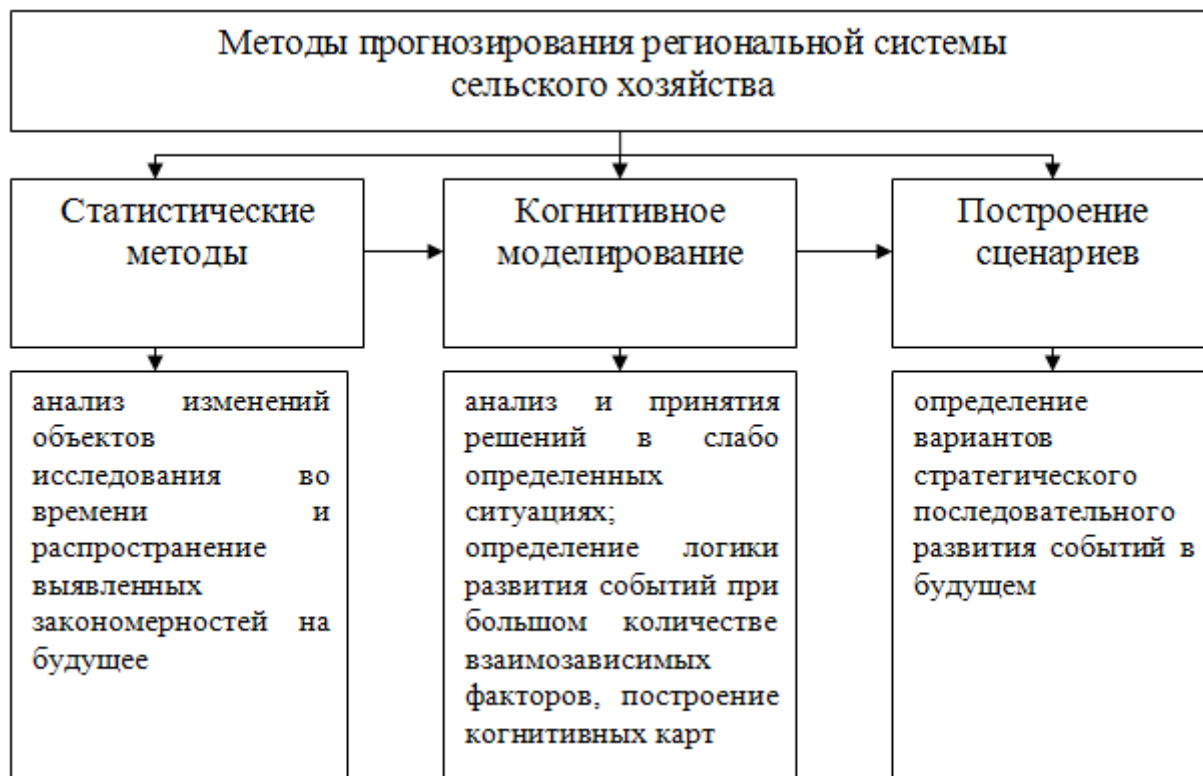 Методы прогнозирования региональной системы
сельского хозяйства
Статистические
методы
Когнитивное
моделирование
Построение
сценариев
анализ изменений
объектов
исследования во
времени и
распространение
выявленных
закономерностей на
будущее
анализ и принятия
решений в слабо
определенных
ситуациях;
определение логики
развития событий при
большом количестве
взаимозависимых
факторов, построение
когнитивных карт
определение
вариантов
стратегического
последовательного
развития событий в
будущем